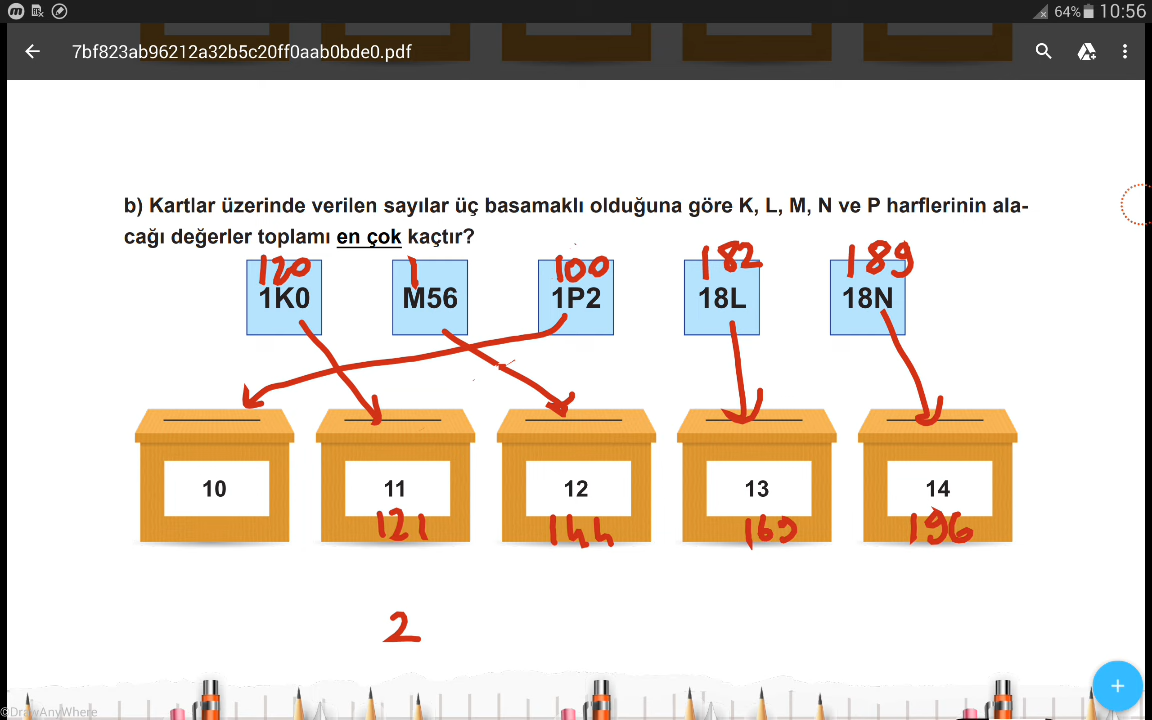 64% 10:56
7bf823ab96212a32b5c20ff0aab0bde0.pdf
b) Kartlar üzerinde verilen sayılar üç basamaklı olduğuna göre K, L, M, N ve P harflerinin ala-
cağı değerler toplamı en çok kaçtır?
120 1 100 182 189
1K0 M56 1P2 18L 18N
10 11 12 13 14
121 144 169 196
2
©DrawAnyWhere